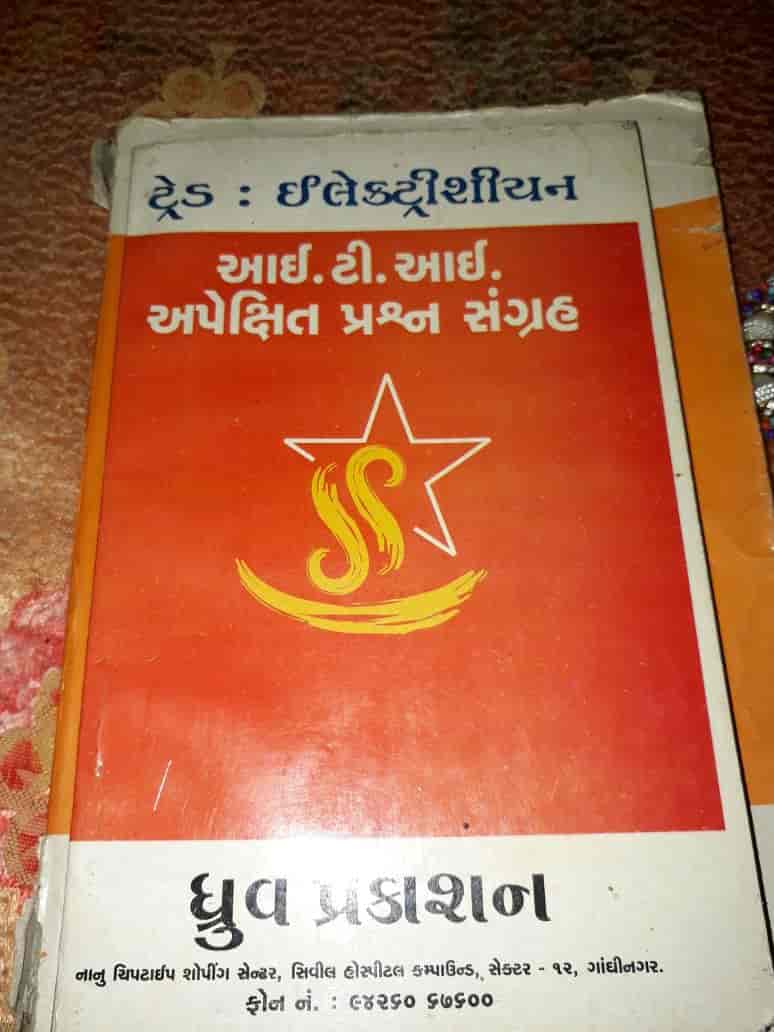 ટ્રેડ : ઈલેક્ટ્રીશીયન
આઈ.ટી.આઈ.
અપેક્ષિત પ્રશ્ન સંગ્રહ
ધ્રુવ પ્રકાશન
નાનુ ચિપટાઈપ શોપીંગ સેન્ટર, સિવીલ હોસ્પીટલ કમ્પાઉન્ડ, સેક્ટર - ૧૨, ગાંધીનગર.
ફોન નં. : ૯૪૨૬૦ ૬૭૬૦૦